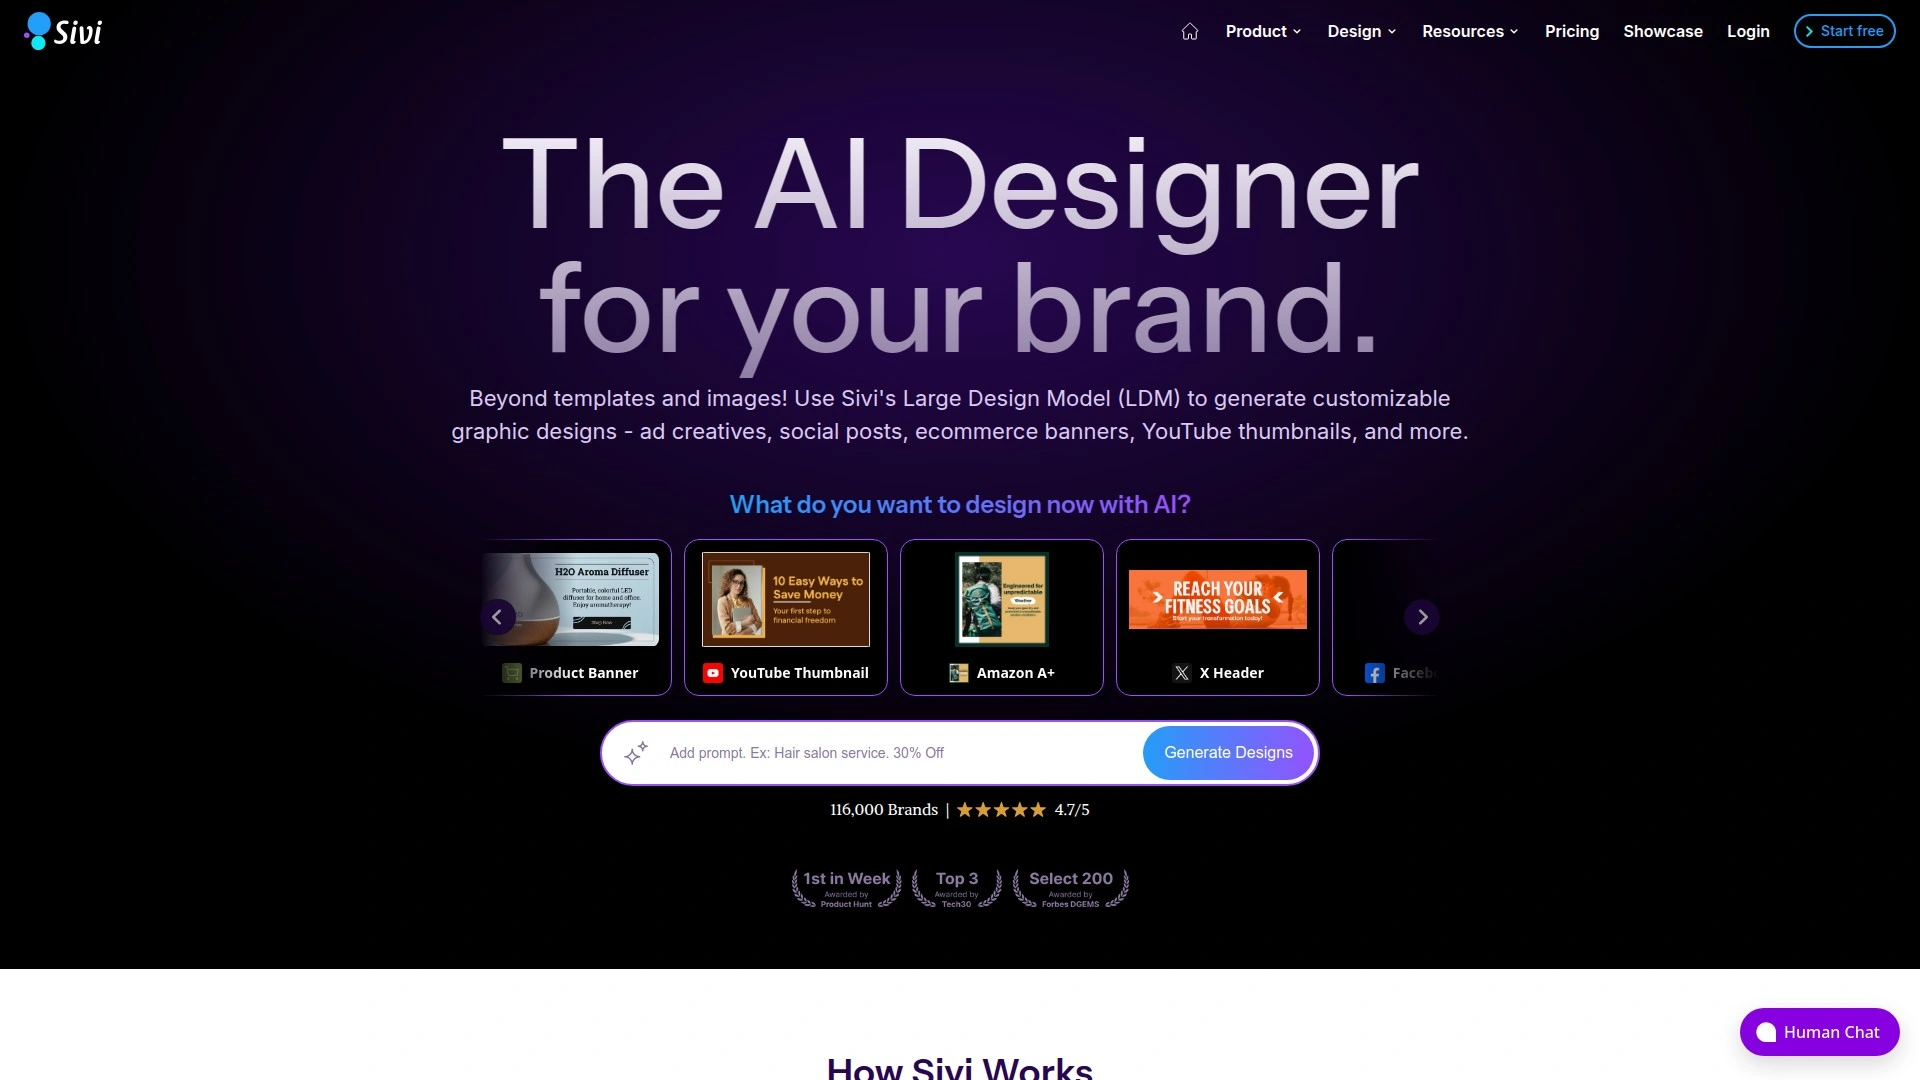 Sivi
Product
Design
Resources
Pricing
Showcase
Login
Start free
The AI Designer
for your brand.
Beyond templates and images! Use Sivi's Large Design Model (LDM) to generate customizable
graphic designs - ad creatives, social posts, ecommerce banners, YouTube thumbnails, and more.
What do you want to design now with AI?
H2O Aroma Diffuser
Portable, colorful LED
diffuser for home and office.
Enjoy aromatherapy!
Shop Now
Product Banner
10 Easy Ways to
Save Money
Your first step to
financial freedom
YouTube Thumbnail
Engineered for
unpredictable
Amazon A+
REACH YOUR
FITNESS GOALS
Start your transformation today!
X Header
Add prompt. Ex: Hair salon service. 30% Off
Generate Designs
116,000 Brands | 4.7/5
1st in Week
Awarded by
Product Hunt
Top 3
Awarded by
Tech30
Select 200
Awarded by
Forbes DGEMS
How Sivi Works
Human Chat